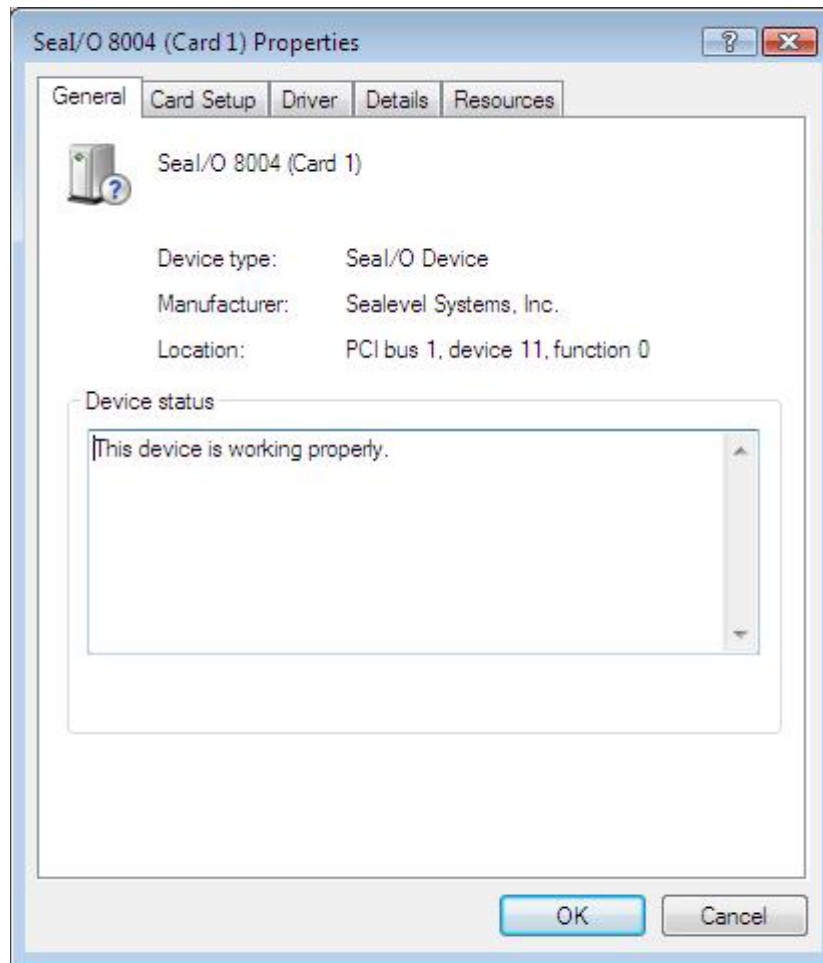 SeaI/O 8004 (Card 1) Properties
General Card Setup Driver Details Resources
SeaI/O 8004 (Card 1)
Device type: SeaI/O Device
Manufacturer: Sealevel Systems, Inc.
Location: PCI bus 1, device 11, function 0
Device status
This device is working properly.
OK Cancel